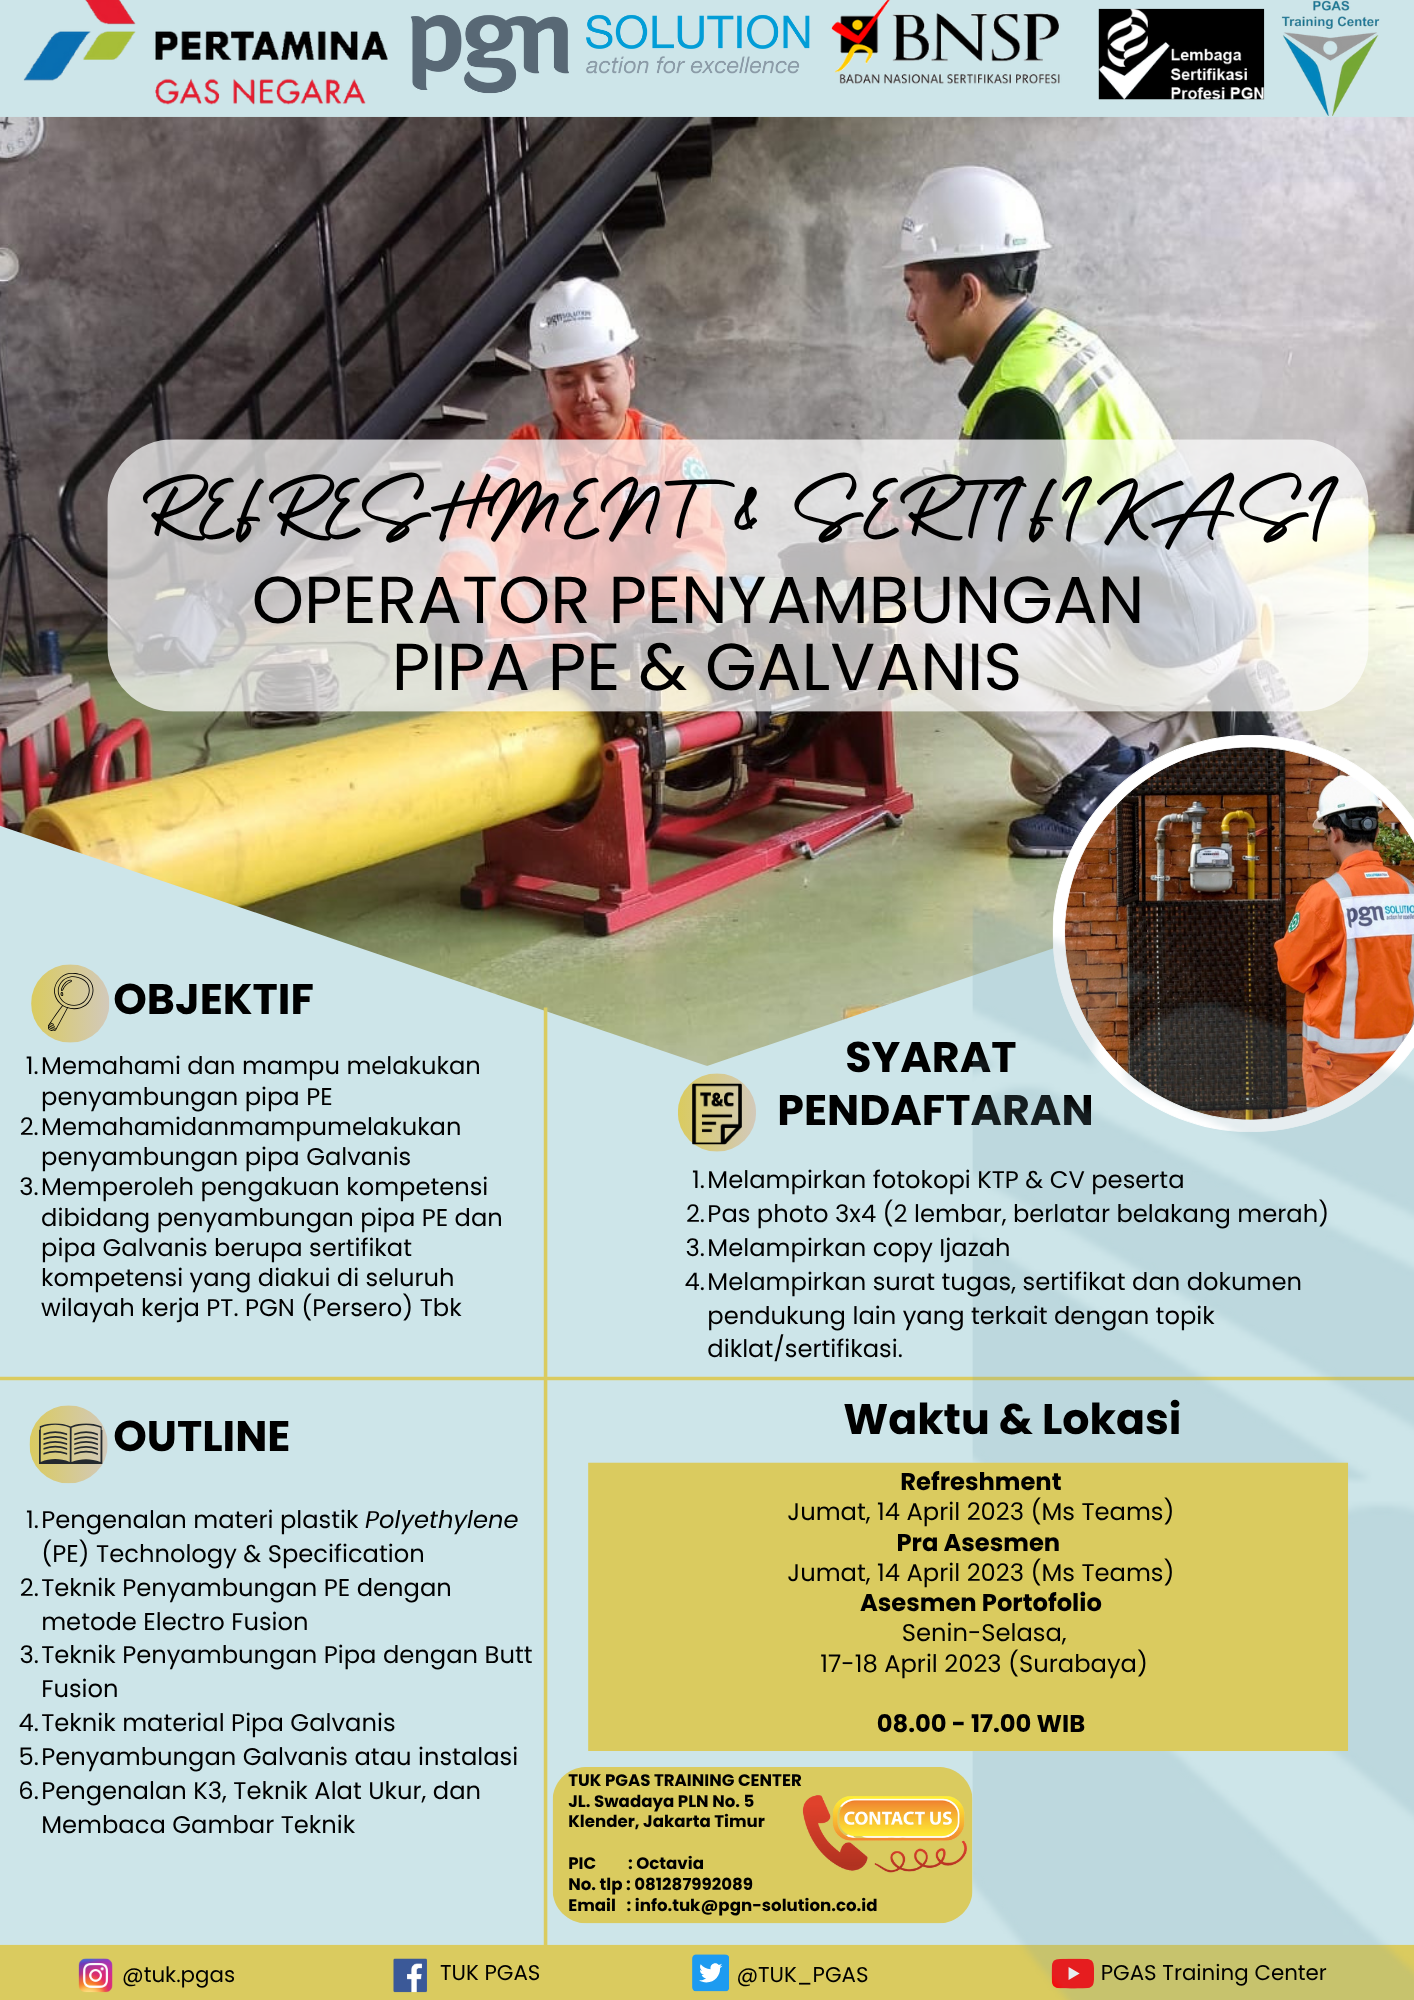 PERTAMINA
GAS NEGARA
pgn SOLUTION
action for excellence
BNSP
BADAN NASIONAL SERTIFIKASI PROFESI
Lembaga
Sertifikasi
Profesi PGN
PGAS
Training Center
REFRESHMENT & SERTIFIKASI
OPERATOR PENYAMBUNGAN
PIPA PE & GALVANIS
pgn SOLUTIO
OBJEKTIF
1. Memahami dan mampu melakukan
penyambungan pipa PE
2. Memahamidanmampumelakukan
penyambungan pipa Galvanis
3. Memperoleh pengakuan kompetensi
dibidang penyambungan pipa PE dan
pipa Galvanis berupa sertifikat
kompetensi yang diakui di seluruh
wilayah kerja PT. PGN (Persero) Tbk
T&C
SYARAT
PENDAFTARAN
1. Melampirkan fotokopi KTP & CV peserta
2. Pas photo 3x4 (2 lembar, berlatar belakang merah)
3. Melampirkan copy Ijazah
4. Melampirkan surat tugas, sertifikat dan dokumen
pendukung lain yang terkait dengan topik
diklat/sertifikasi.
OUTLINE
1. Pengenalan materi plastik Polyethylene
(PE) Technology & Specification
2. Teknik Penyambungan PE dengan
metode Electro Fusion
3. Teknik Penyambungan Pipa dengan Butt
Fusion
4. Teknik material Pipa Galvanis
5. Penyambungan Galvanis atau instalasi
6. Pengenalan K3, Teknik Alat Ukur, dan
Membaca Gambar Teknik
Waktu & Lokasi
Refreshment
Jumat, 14 April 2023 (Ms Teams)
Pra Asesmen
Jumat, 14 April 2023 (Ms Teams)
Asesmen Portofolio
Senin-Selasa,
17-18 April 2023 (Surabaya)
08.00 - 17.00 WIB
TUK PGAS TRAINING CENTER
JL. Swadaya PLN No. 5
Klender, Jakarta Timur
CONTACT US
PIC : Octavia
No. tlp : 081287992089
Email : info.tuk@pgn-solution.co.id
@tuk.pgas
TUK PGAS
@TUK_PGAS
PGAS Training Center